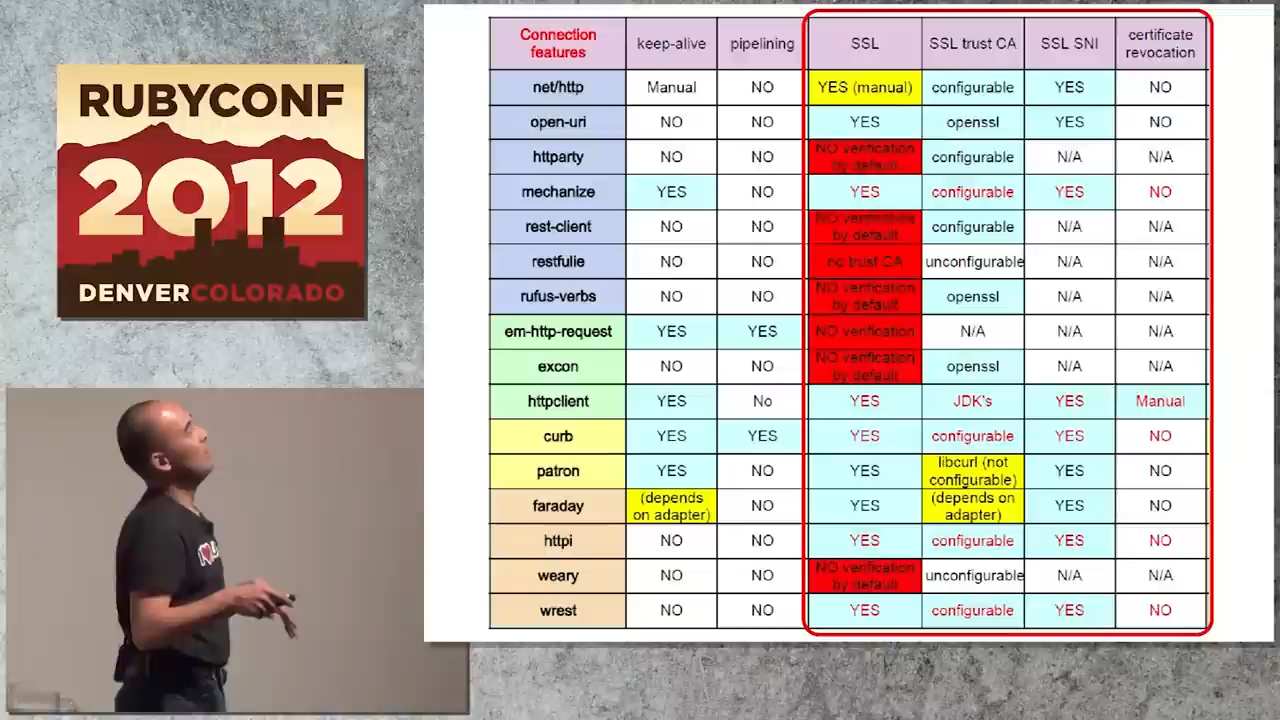 RUBYCONF
2012
DENVERCOLORADO
Connection features keep-alive pipelining SSL SSL trust CA SSL SNI certificate revocation
net/http Manual NO YES (manual) configurable YES NO
open-uri NO NO YES openssl YES NO
httparty NO NO NO verification by default configurable N/A N/A
mechanize YES NO YES configurable YES NO
rest-client NO NO NO verification by default configurable N/A N/A
restfulie NO NO no trust CA unconfigurable N/A N/A
rufus-verbs NO NO NO verification by default openssl N/A N/A
em-http-request YES YES NO verification N/A N/A N/A
excon NO NO NO verification by default openssl N/A N/A
httpclient YES No YES JDK's YES Manual
curb YES YES YES configurable YES NO
patron YES NO YES libcurl (not configurable) YES NO
faraday (depends on adapter) NO YES (depends on adapter) YES NO
httpi NO NO YES configurable YES NO
weary NO NO NO verification by default unconfigurable N/A N/A
wrest NO NO YES configurable YES NO